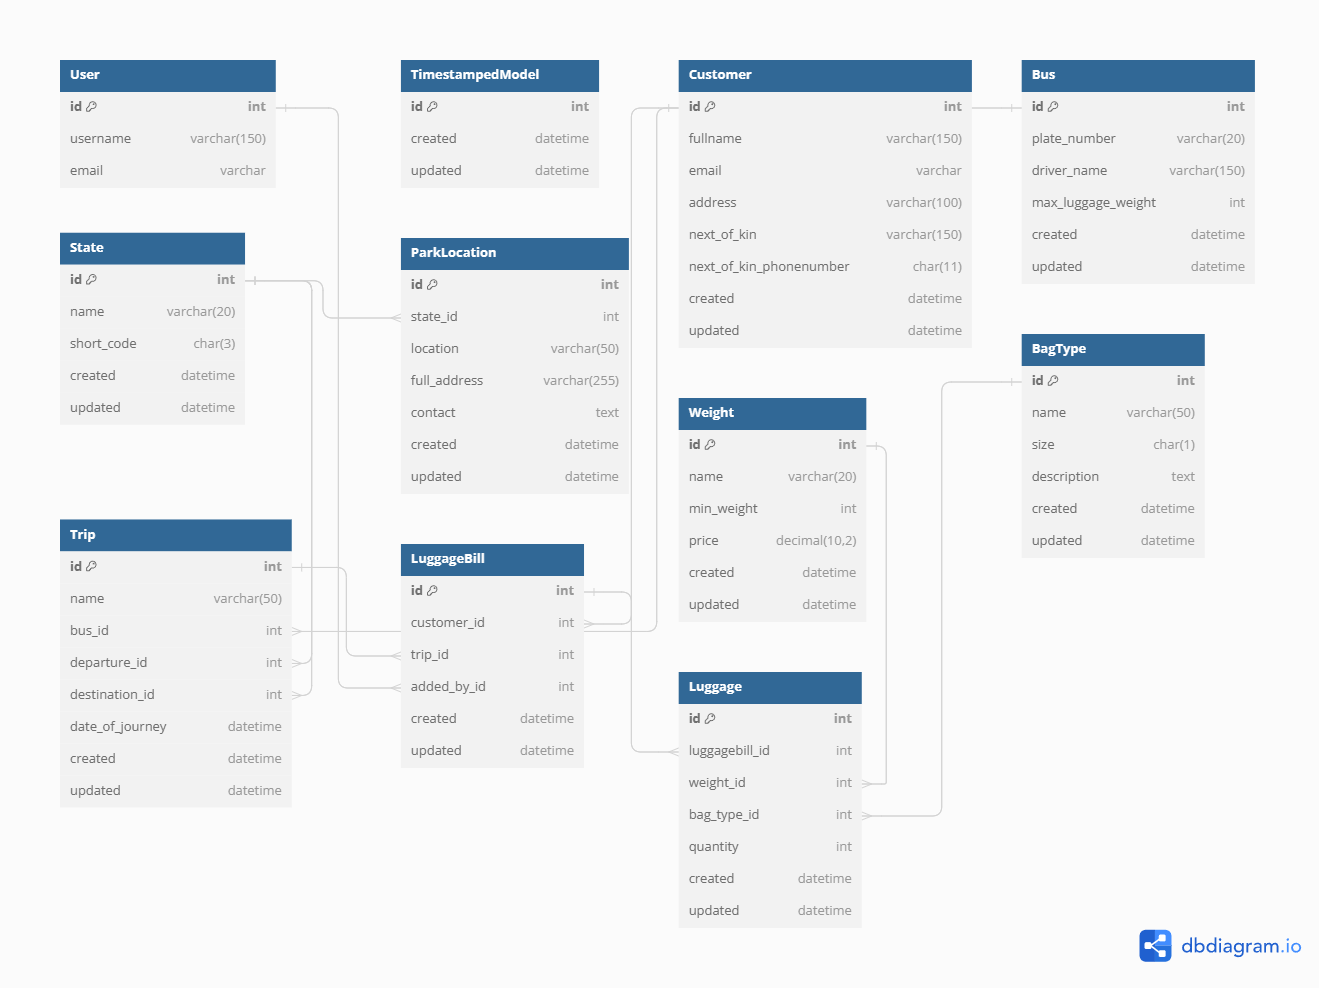 User
id int
username varchar(150)
email varchar
TimestampedModel
id int
created datetime
updated datetime
Customer
id int
fullname varchar(150)
email varchar
address varchar(100)
next_of_kin varchar(150)
next_of_kin_phonenumber char(11)
created datetime
updated datetime
Bus
id int
plate_number varchar(20)
driver_name varchar(150)
max_luggage_weight int
created datetime
updated datetime
State
id int
name varchar(20)
short_code char(3)
created datetime
updated datetime
ParkLocation
id int
state_id int
location varchar(50)
full_address varchar(255)
contact text
created datetime
updated datetime
BagType
id int
name varchar(50)
size char(1)
description text
created datetime
updated datetime
Weight
id int
name varchar(20)
min_weight int
price decimal(10,2)
created datetime
updated datetime
Trip
id int
name varchar(50)
bus_id int
departure_id int
destination_id int
date_of_journey datetime
created datetime
updated datetime
LuggageBill
id int
customer_id int
trip_id int
added_by_id int
created datetime
updated datetime
Luggage
id int
luggagebill_id int
weight_id int
bag_type_id int
quantity int
created datetime
updated datetime
dbdiagram.io